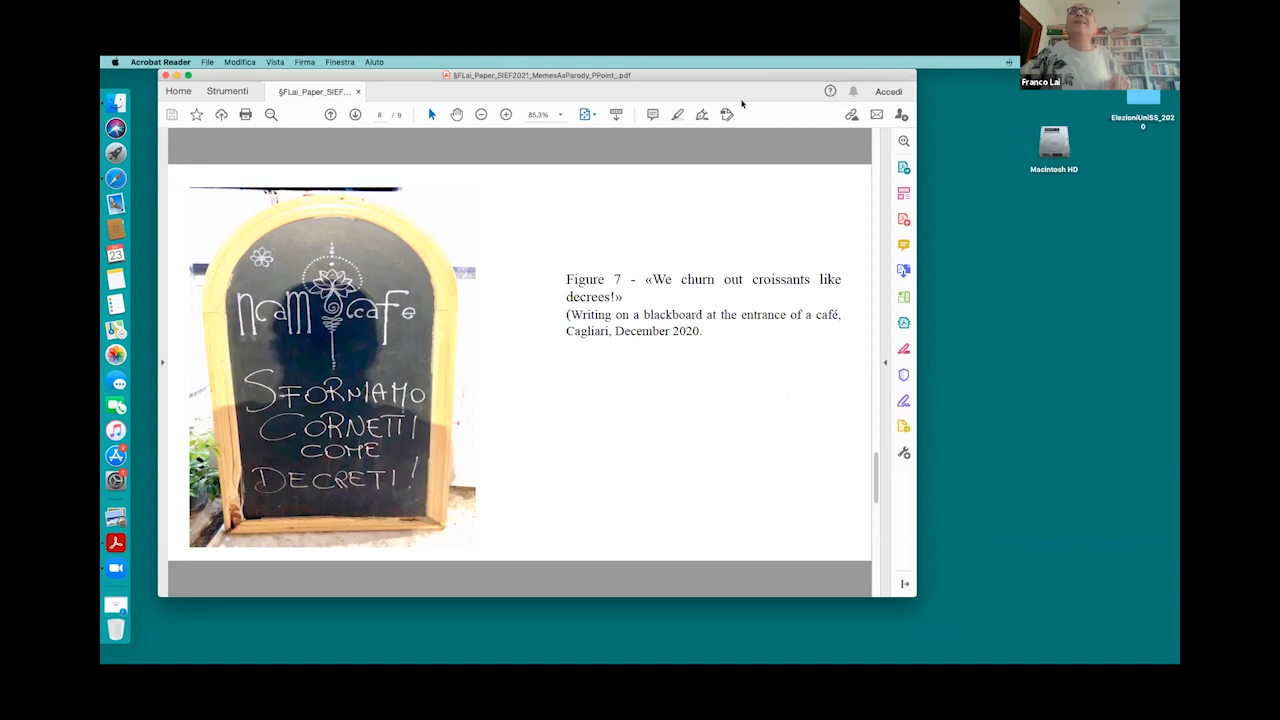 Acrobat Reader File Modifica Vista Firma Finestra Aiuto
§FLai_Paper_SIEF2021_MemesAsParody_PPoint_.pdf
Home Strumenti §FLai_Paper_SIEF... × Accedi
8 / 9 85,3%
Franco Lai
ElezioniUniSS_202
0
Macintosh HD
nam cafe
SFORNIAMO
CORNETTI
COME
DECRETI!
Figure 7 - «We churn out croissants like
decrees!»
(Writing on a blackboard at the entrance of a café,
Cagliari, December 2020.
23